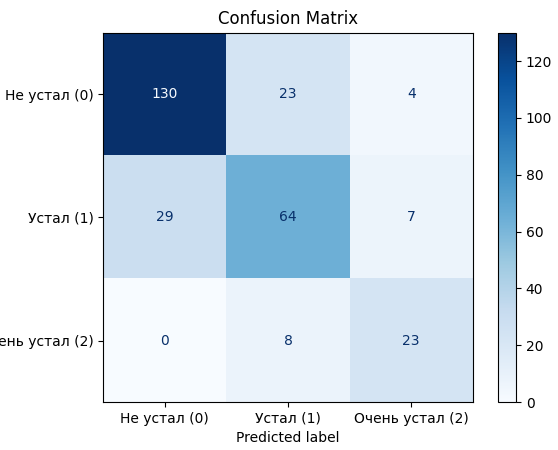 Confusion Matrix
Не устал (0)
130 23 4
Устал (1)
29 64 7
ень устал (2)
0 8 23
Не устал (0) Устал (1) Очень устал (2)
Predicted label
120
100
80
60
40
20
0